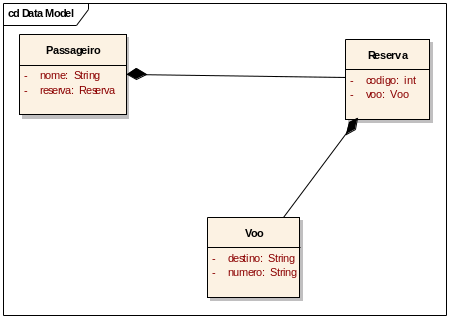 cd Data Model
Passageiro
- nome: String
- reserva: Reserva
Reserva
- codigo: int
- voo: Voo
Voo
- destino: String
- numero: String